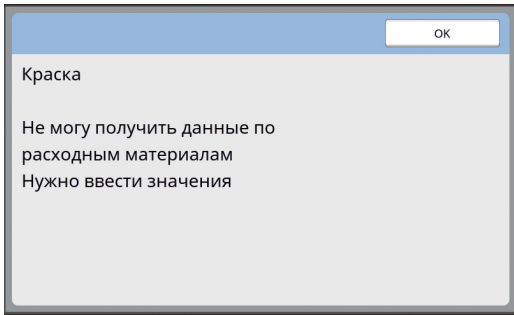 OK
Краска
Не могу получить данные по
расходным материалам
Нужно ввести значения